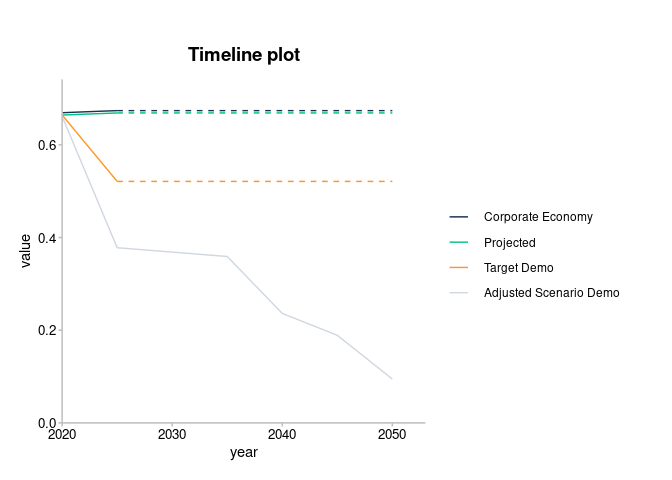 Timeline plot
value
0.6
0.4
0.2
0.0
2020 2030 2040 2050
year
Corporate Economy
Projected
Target Demo
Adjusted Scenario Demo